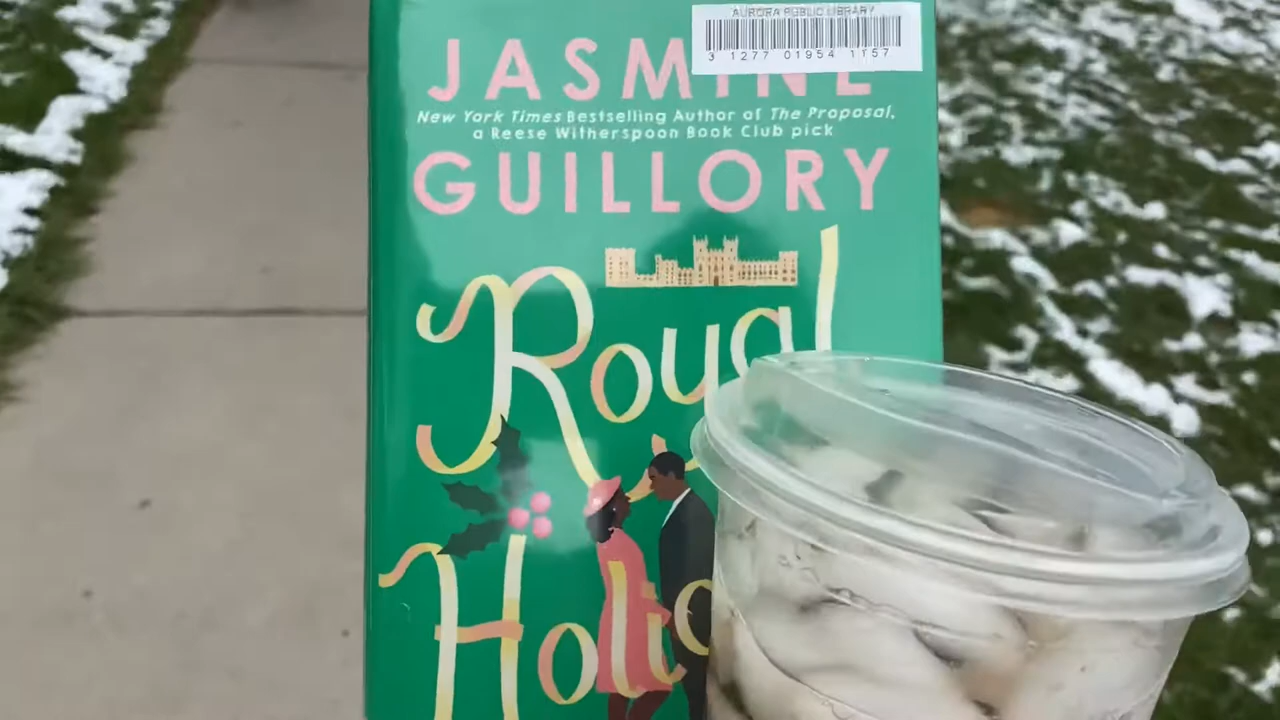 AURORA PUBLIC LIBRARY
3 1277 01954 1157
JASMINE
New York Times Bestselling Author of The Proposal,
a Reese Witherspoon Book Club pick
GUILLORY
Royal
Holi